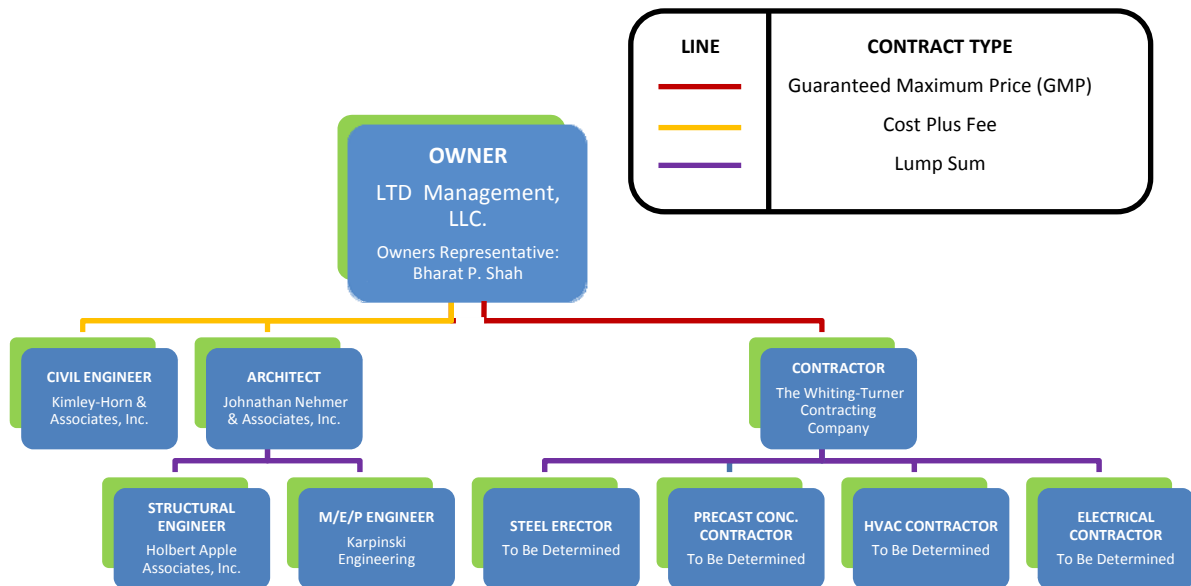 LINE
CONTRACT TYPE
Guaranteed Maximum Price (GMP)
Cost Plus Fee
Lump Sum
OWNER
LTD Management,
LLC.
Owners Representative:
Bharat P. Shah
CIVIL ENGINEER
Kimley-Horn &
Associates, Inc.
ARCHITECT
Johnathan Nehmer
& Associates, Inc.
CONTRACTOR
The Whiting-Turner
Contracting
Company
STRUCTURAL
ENGINEER
Holbert Apple
Associates, Inc.
M/E/P ENGINEER
Karpinski
Engineering
STEEL ERECTOR
To Be Determined
PRECAST CONC.
CONTRACTOR
To Be Determined
HVAC CONTRACTOR
To Be Determined
ELECTRICAL
CONTRACTOR
To Be Determined